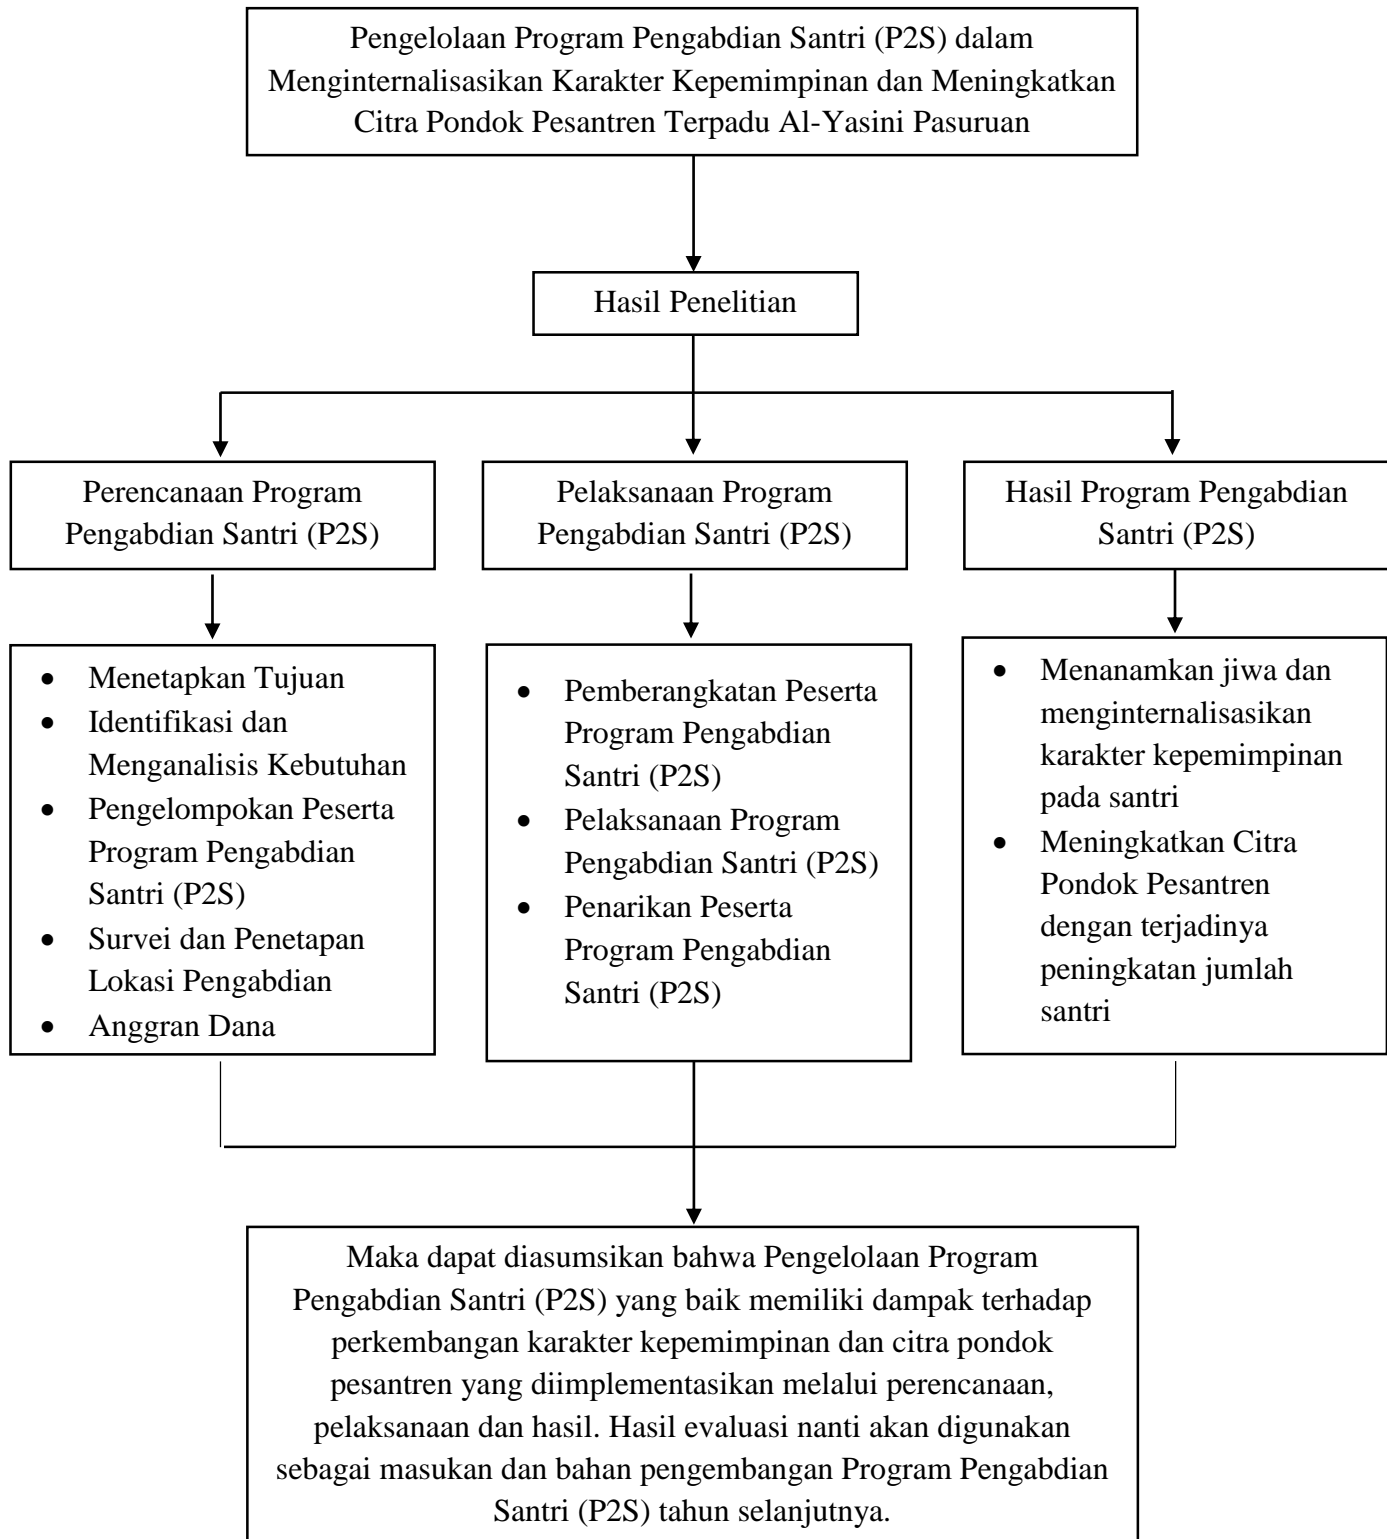 Pengelolaan Program Pengabdian Santri (P2S) dalam
Menginternalisasikan Karakter Kepemimpinan dan Meningkatkan
Citra Pondok Pesantren Terpadu Al-Yasini Pasuruan
Hasil Penelitian
Perencanaan Program
Pengabdian Santri (P2S)
Pelaksanaan Program
Pengabdian Santri (P2S)
Hasil Program Pengabdian
Santri (P2S)
• Menetapkan Tujuan
• Identifikasi dan
Menganalisis Kebutuhan
• Pengelompokan Peserta
Program Pengabdian
Santri (P2S)
• Survei dan Penetapan
Lokasi Pengabdian
• Anggran Dana
• Pemberangkatan Peserta
Program Pengabdian
Santri (P2S)
• Pelaksanaan Program
Pengabdian Santri (P2S)
• Penarikan Peserta
Program Pengabdian
Santri (P2S)
• Menanamkan jiwa dan
menginternalisasikan
karakter kepemimpinan
pada santri
• Meningkatkan Citra
Pondok Pesantren
dengan terjadinya
peningkatan jumlah
santri
Maka dapat diasumsikan bahwa Pengelolaan Program
Pengabdian Santri (P2S) yang baik memiliki dampak terhadap
perkembangan karakter kepemimpinan dan citra pondok
pesantren yang diimplementasikan melalui perencanaan,
pelaksanaan dan hasil. Hasil evaluasi nanti akan digunakan
sebagai masukan dan bahan pengembangan Program Pengabdian
Santri (P2S) tahun selanjutnya.